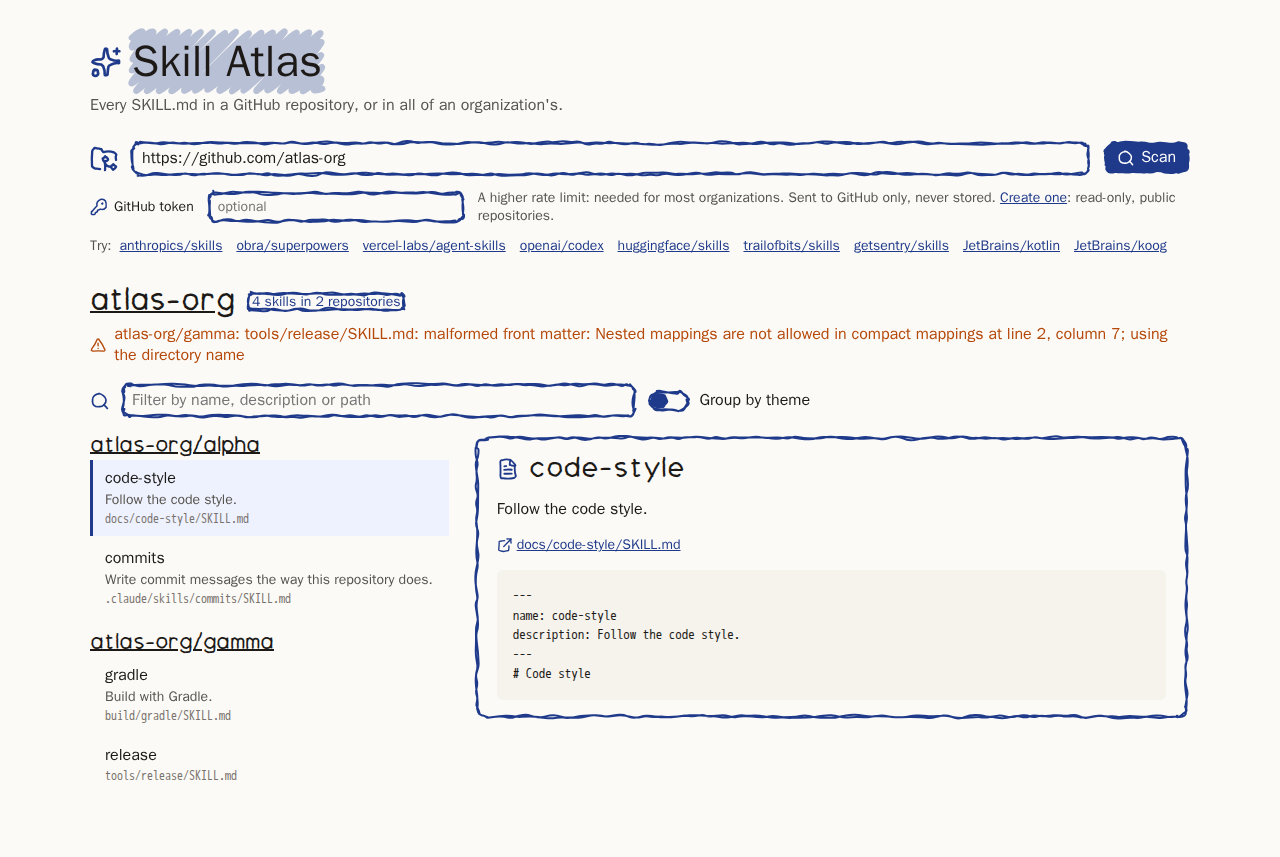 Skill Atlas
Every SKILL.md in a GitHub repository, or in all of an organization's.
https://github.com/atlas-org
Scan
GitHub token
optional
A higher rate limit: needed for most organizations. Sent to GitHub only, never stored. Create one: read-only, public
repositories.
Try: anthropics/skills obra/superpowers vercel-labs/agent-skills openai/codex huggingface/skills trailofbits/skills getsentry/skills JetBrains/kotlin JetBrains/koog
atlas-org
4 skills in 2 repositories
atlas-org/gamma: tools/release/SKILL.md: malformed front matter: Nested mappings are not allowed in compact mappings at line 2, column 7; using
the directory name
Filter by name, description or path
Group by theme
atlas-org/alpha
code-style
Follow the code style.
docs/code-style/SKILL.md
commits
Write commit messages the way this repository does.
.claude/skills/commits/SKILL.md
atlas-org/gamma
gradle
Build with Gradle.
build/gradle/SKILL.md
release
tools/release/SKILL.md
code-style
Follow the code style.
docs/code-style/SKILL.md
---
name: code-style
description: Follow the code style.
---
# Code style